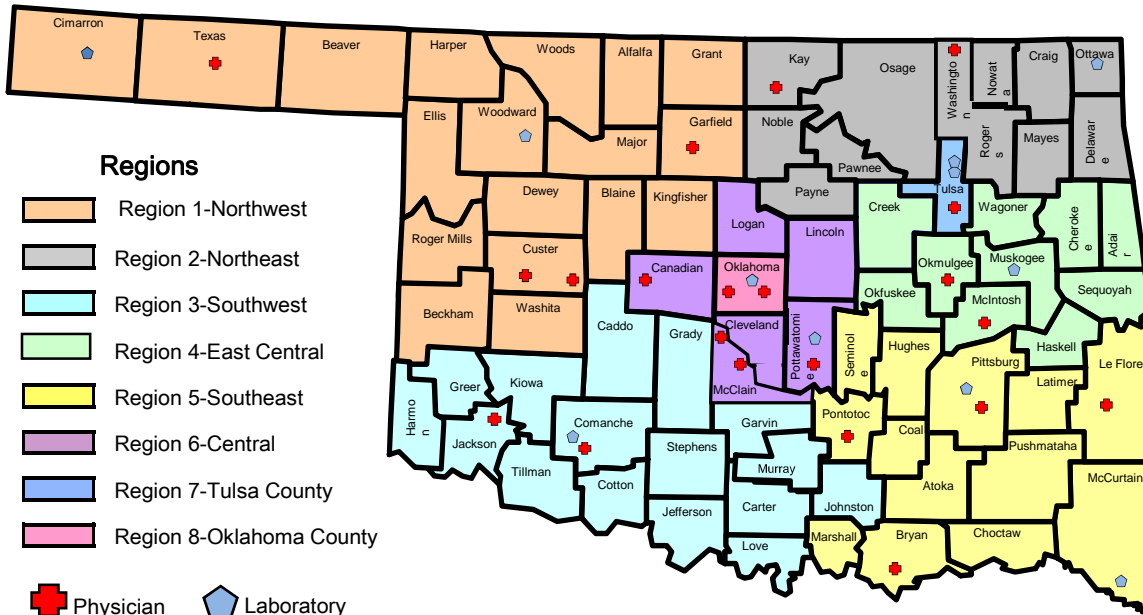 Cimarron
Texas
Beaver
Harper
Woods
Alfalfa
Grant
Kay
Osage
Washingto
n
Nowat
a
Craig
Ottawa
Ellis
Woodward
Major
Garfield
Noble
Pawnee
Rogers
s
Mayes
Delawar
e
Regions
Region 1-Northwest
Region 2-Northeast
Region 3-Southwest
Region 4-East Central
Region 5-Southeast
Region 6-Central
Region 7-Tulsa County
Region 8-Oklahoma County
Physician
Laboratory
Dewey
Blaine
Kingfisher
Logan
Payne
Lincoln
Creek
Tulsa
Wagoner
Cheroke
e
Adai
r
Roger Mills
Custer
Canadian
Oklahoma
Okmulgee
Muskogee
Sequoyah
Beckham
Washita
Caddo
Grady
Cleveland
McClain
Pottawatomi
e
Okfuskee
Seminol
e
Hughes
McIntosh
Haskell
Pittsburg
Latimer
Le Flore
Harmo
n
Greer
Kiowa
Jackson
Comanche
Tillman
Cotton
Stephens
Jefferson
Garvin
Murray
Carter
Love
Pontotoc
Johnston
Coal
Atoka
Pushmataha
McCurtain
Marshall
Bryan
Choctaw